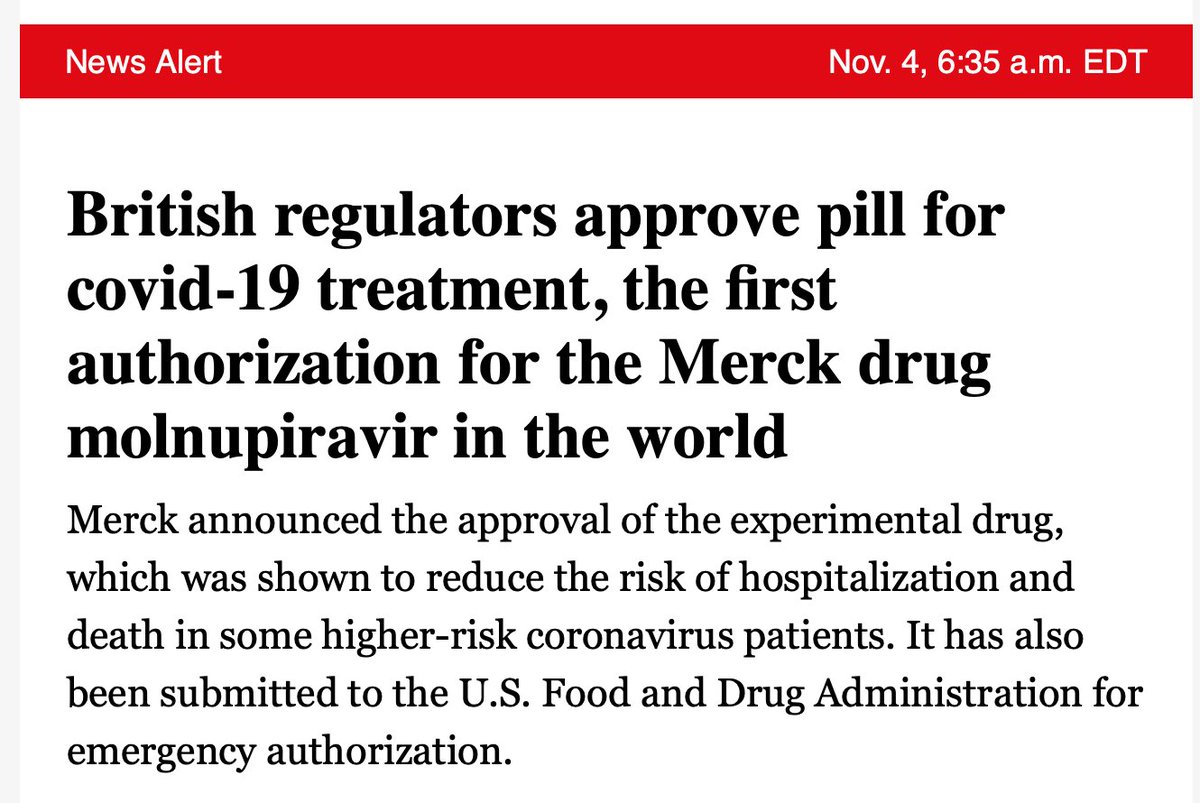 News Alert
Nov. 4, 6:35 a.m. EDT
British regulators approve pill for
covid-19 treatment, the first
authorization for the Merck drug
molnupiravir in the world
Merck announced the approval of the experimental drug,
which was shown to reduce the risk of hospitalization and
death in some higher-risk coronavirus patients. It has also
been submitted to the U.S. Food and Drug Administration for
emergency authorization.